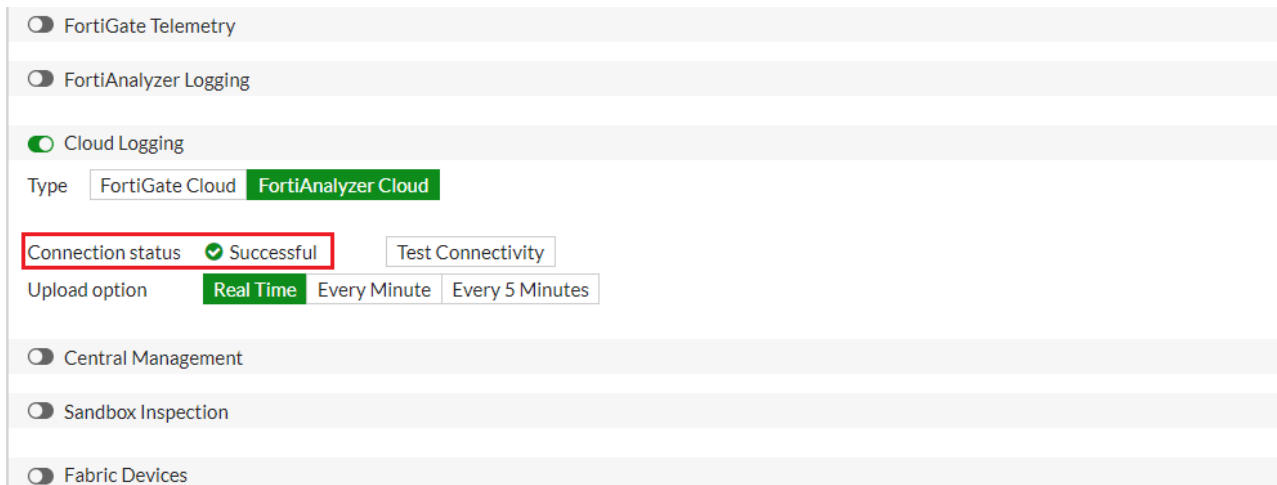 FortiGate Telemetry
FortiAnalyzer Logging
Cloud Logging
Type FortiGate Cloud FortiAnalyzer Cloud
Connection status Successful Test Connectivity
Upload option Real Time Every Minute Every 5 Minutes
Central Management
Sandbox Inspection
Fabric Devices